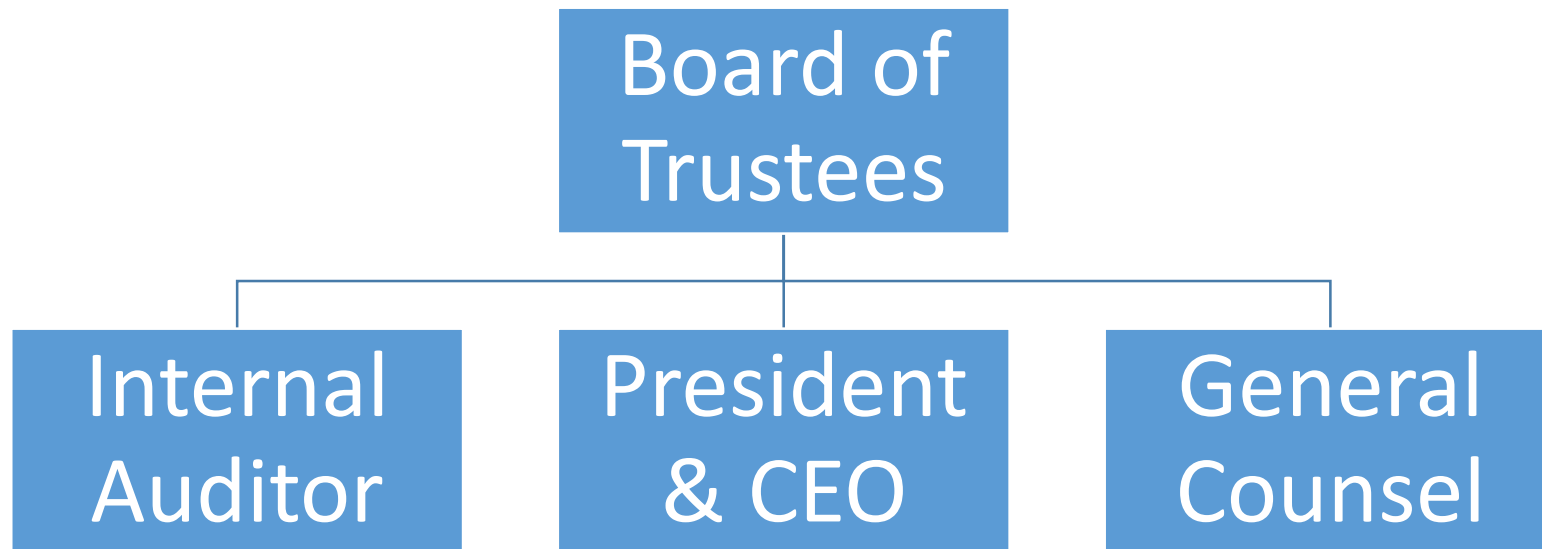 Board of
Trustees
Internal
Auditor
President
& CEO
General
Counsel